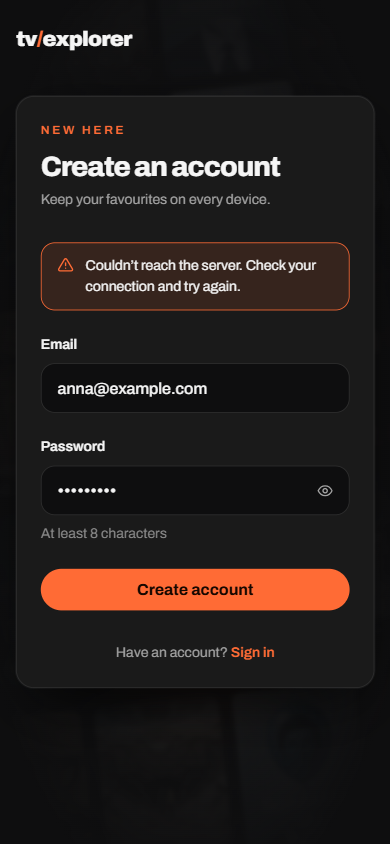 tv/explorer
NEW HERE
Create an account
Keep your favourites on every device.
Couldn’t reach the server. Check your
connection and try again.
Email
anna@example.com
Password
•••••••••
At least 8 characters
Create account
Have an account? Sign in